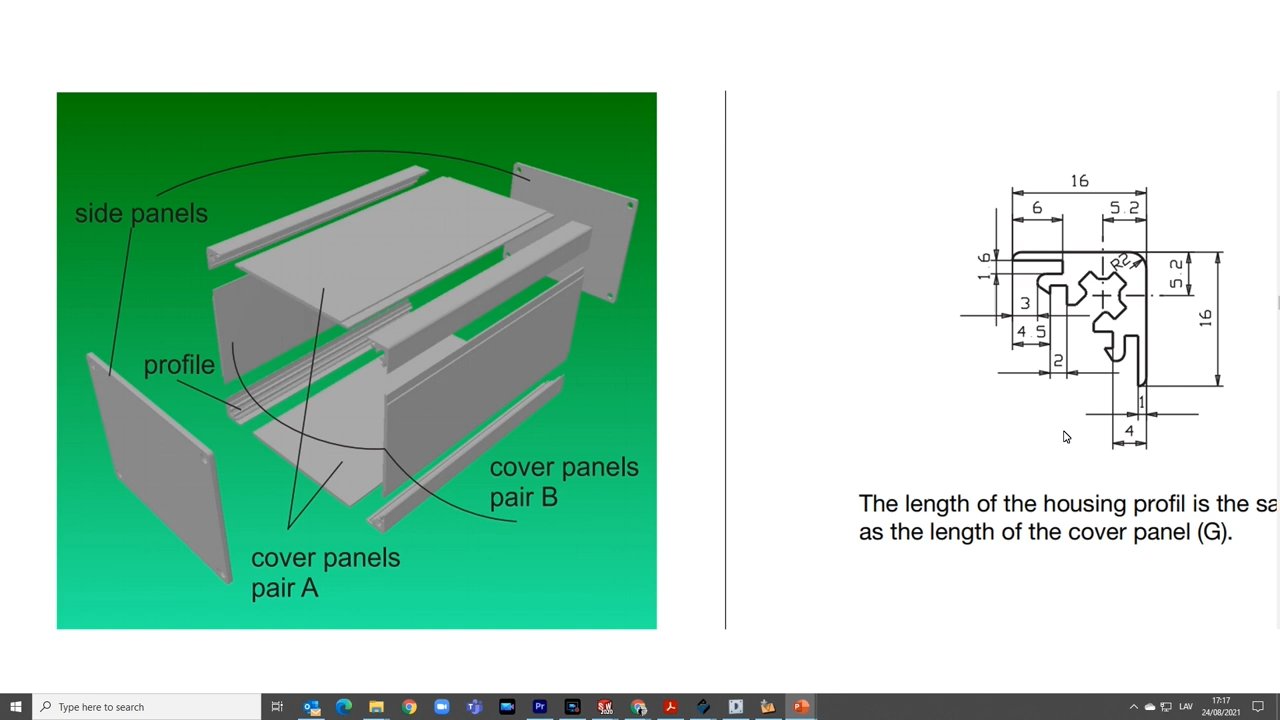 side panels
profile
cover panels
pair B
cover panels
pair A
16
6
5.2
1.6
R2
5.2
3
4.5
16
2
1
4
The length of the housing profil is the sa
as the length of the cover panel (G).
Type here to search
LAV
17:17
24/08/2021